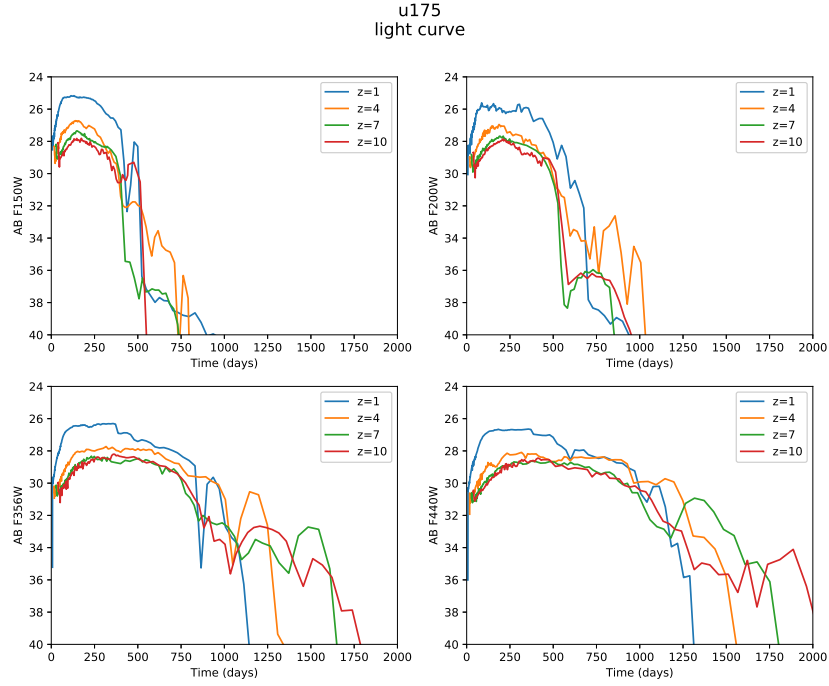 u175
light curve
24
26
28
30
32
34
36
38
40
AB F150W
0
250
500
750
1000
1250
1500
1750
2000
Time (days)
z=1
z=4
z=7
z=10
24
26
28
30
32
34
36
38
40
AB F200W
0
250
500
750
1000
1250
1500
1750
2000
Time (days)
z=1
z=4
z=7
z=10
24
26
28
30
32
34
36
38
40
AB F356W
0
250
500
750
1000
1250
1500
1750
2000
Time (days)
z=1
z=4
z=7
z=10
24
26
28
30
32
34
36
38
40
AB F440W
0
250
500
750
1000
1250
1500
1750
2000
Time (days)
z=1
z=4
z=7
z=10